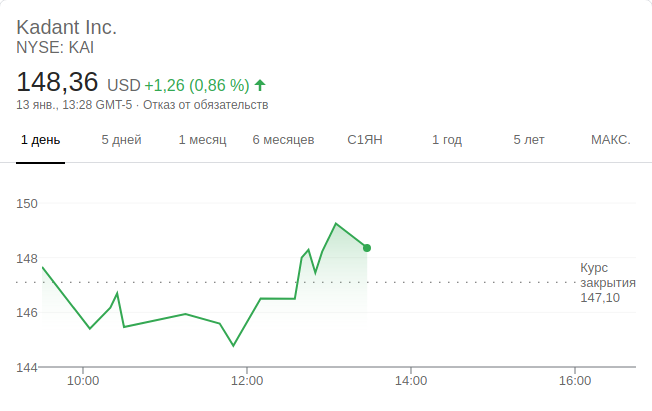 Kadant Inc.
NYSE: KAI
148,36 USD +1,26 (0,86 %)
13 янв., 13:28 GMT-5 · Отказ от обязательств
1 день 5 дней 1 месяц 6 месяцев С1ЯН 1 год 5 лет МАКС.
150
148
Курс
закрытия
147,10
146
144
10:00 12:00 14:00 16:00